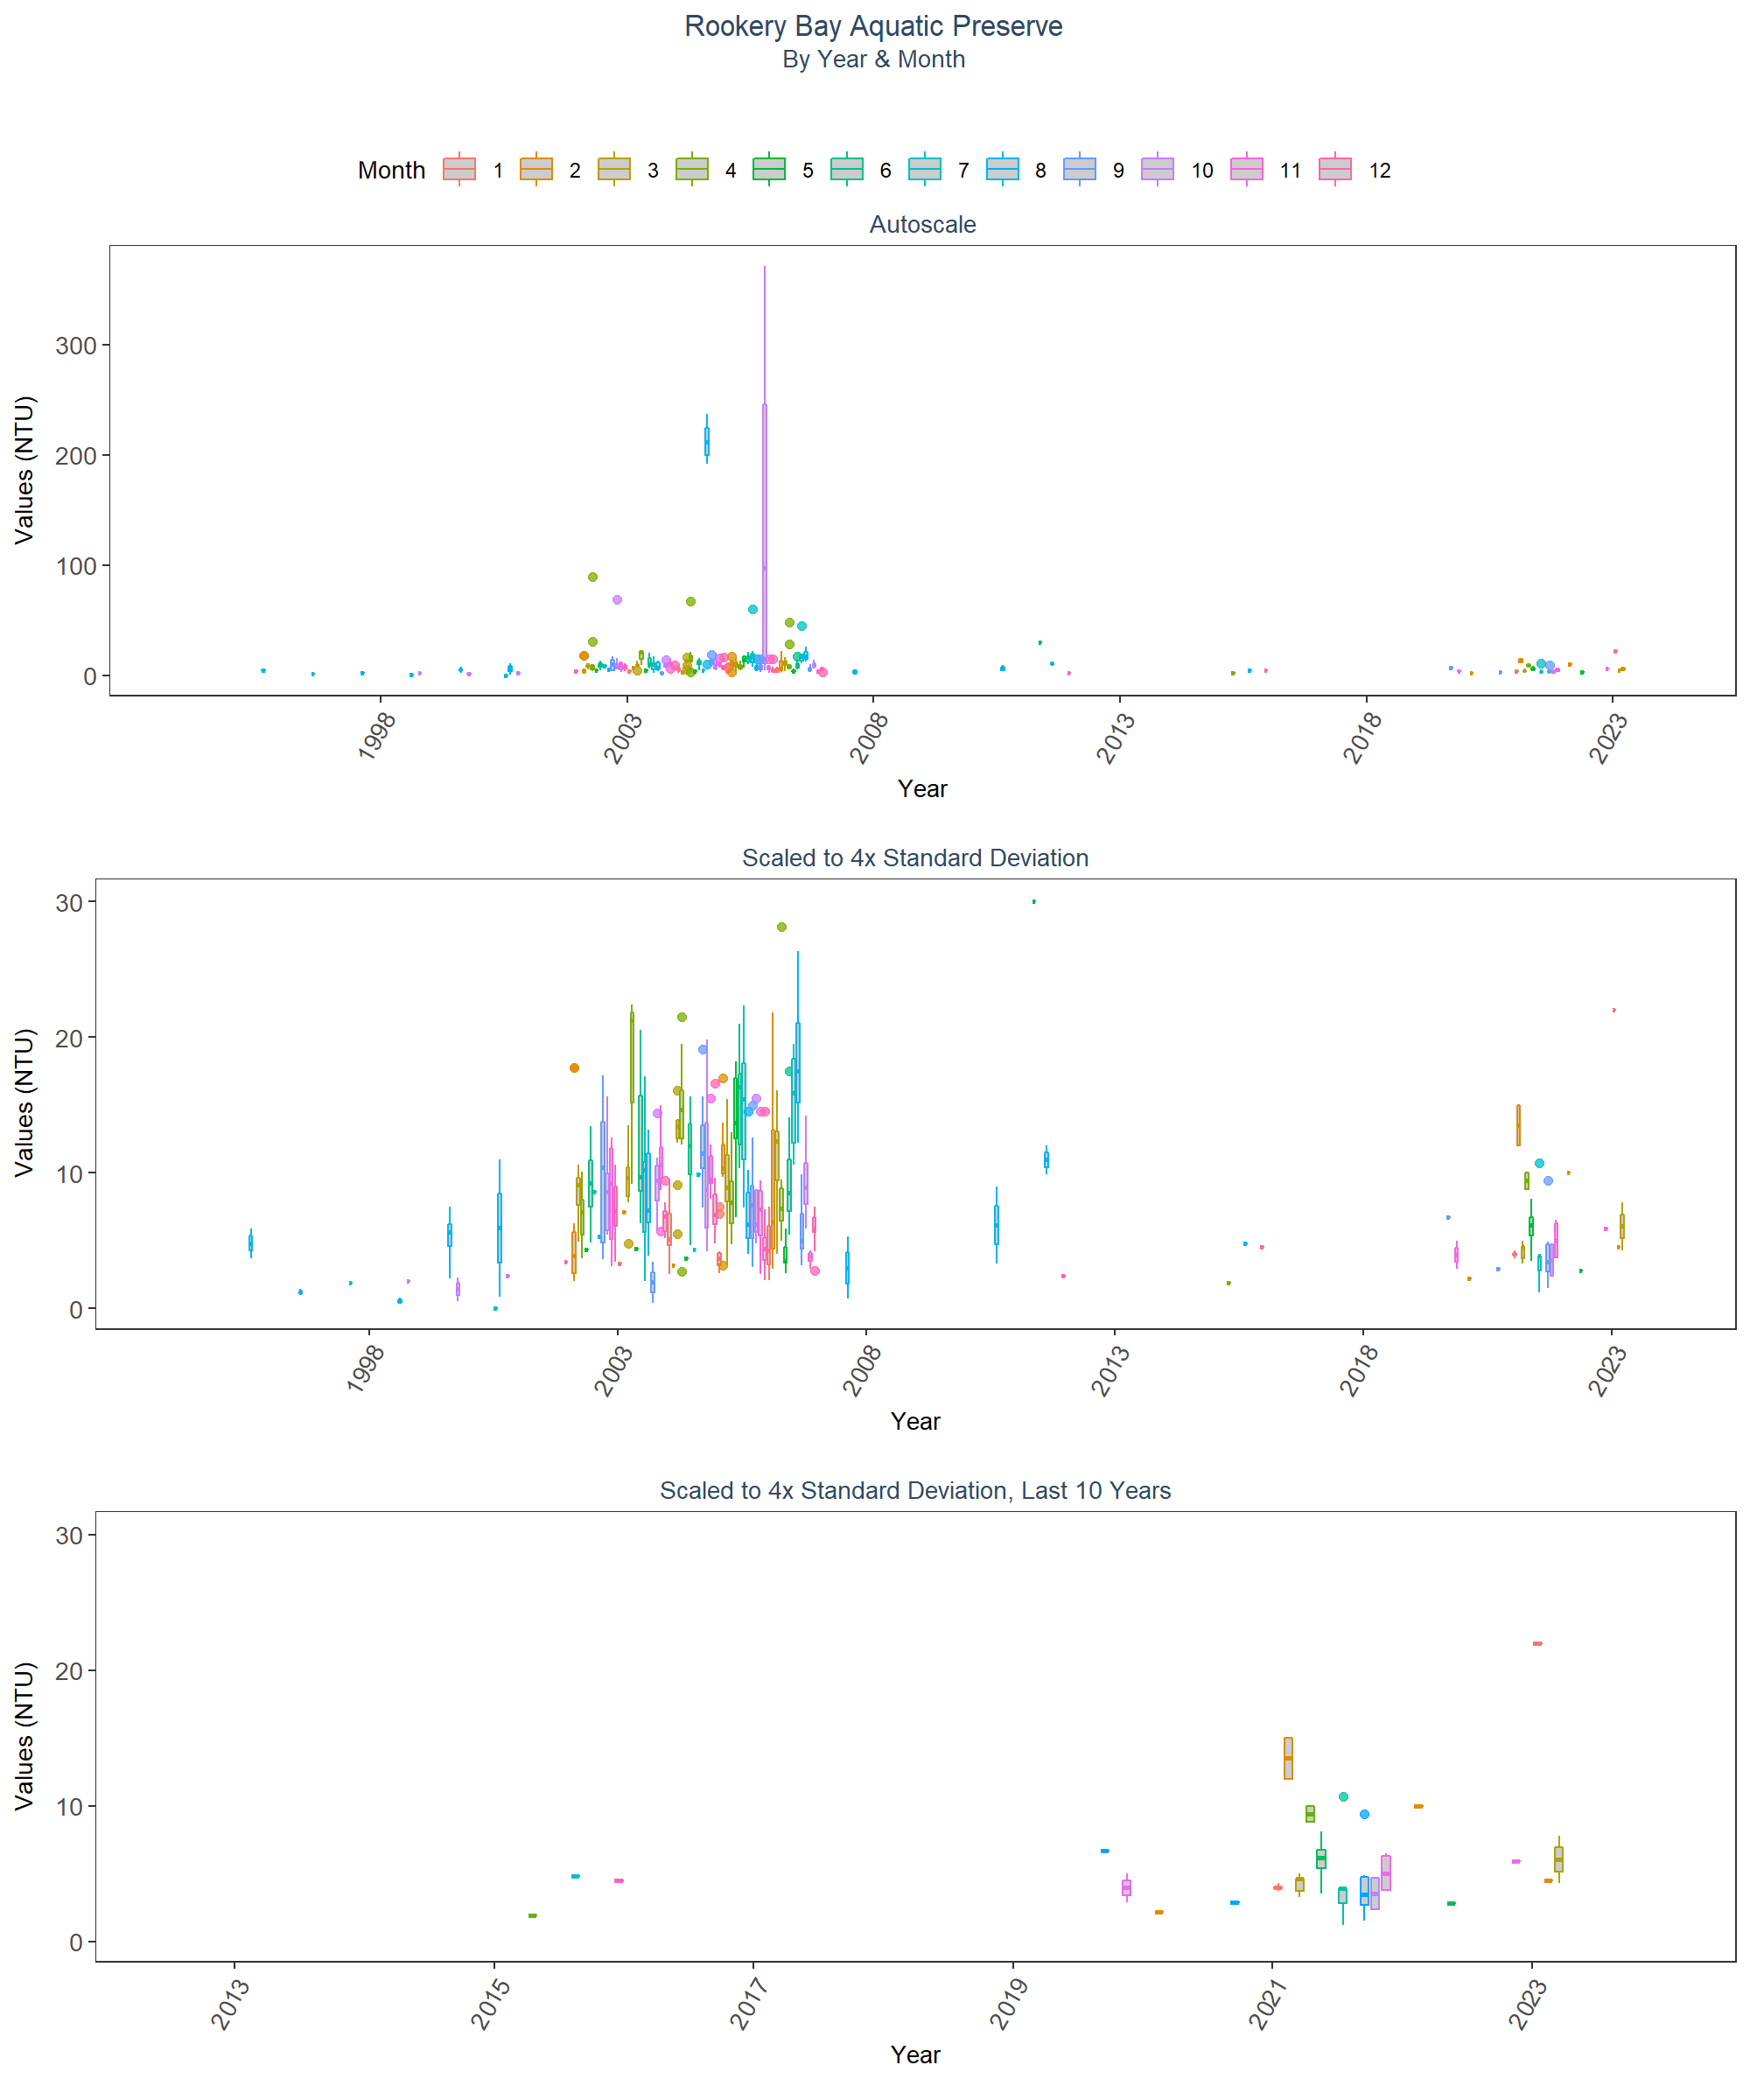 Rookery Bay Aquatic Preserve
By Year & Month
Month 1 2 3 4 5 6 7 8 9 10 11 12
Autoscale
Values (NTU)
300
200
100
0
1998 2003 2008 2013 2018 2023
Year
Scaled to 4x Standard Deviation
Values (NTU)
30
20
10
0
1998 2003 2008 2013 2018 2023
Year
Scaled to 4x Standard Deviation, Last 10 Years
Values (NTU)
30
20
10
0
2013 2015 2017 2019 2021 2023
Year